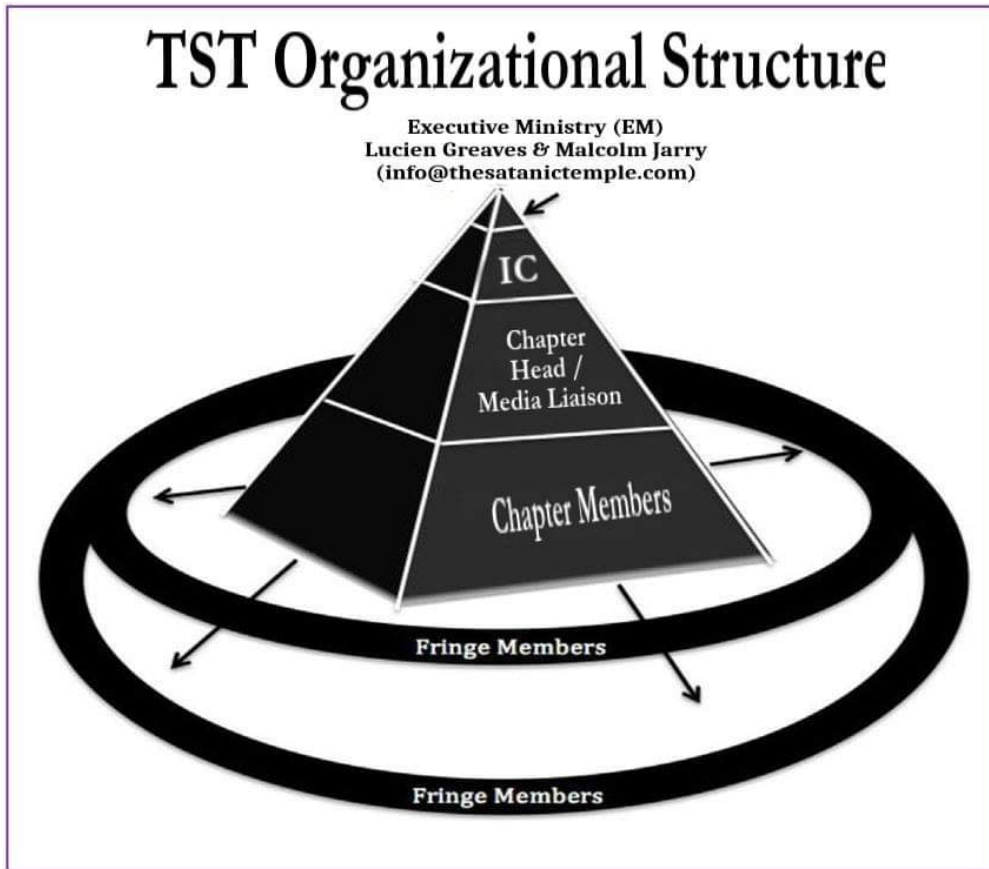 TST Organizational Structure
Executive Ministry (EM)
Lucien Greaves & Malcolm Jarry
(info@thesatanictemple.com)
IC
Chapter
Head /
Media Liaison
Chapter Members
Fringe Members
Fringe Members